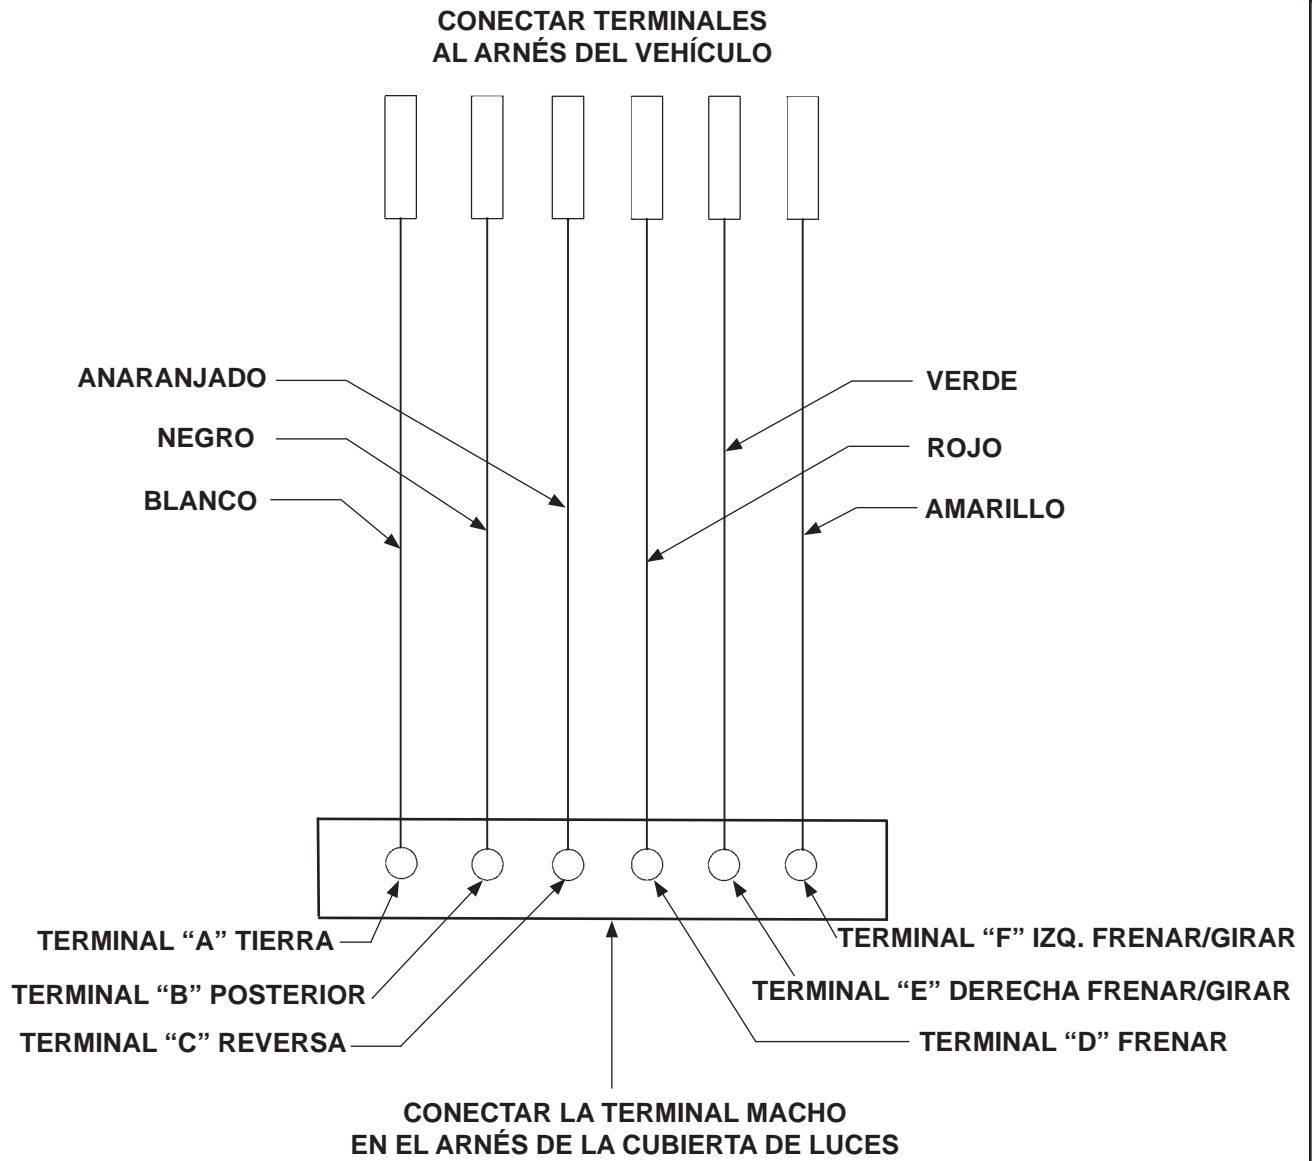 CONECTAR TERMINALES
AL ARNÉS DEL VEHÍCULO
ANARANJADO
NEGRO
BLANCO
VERDE
ROJO
AMARILLO
TERMINAL “A” TIERRA
TERMINAL “B” POSTERIOR
TERMINAL “C” REVERSA
TERMINAL “F” IZQ. FRENAR/GIRAR
TERMINAL “E” DERECHA FRENAR/GIRAR
TERMINAL “D” FRENAR
CONECTAR LA TERMINAL MACHO
EN EL ARNÉS DE LA CUBIERTA DE LUCES